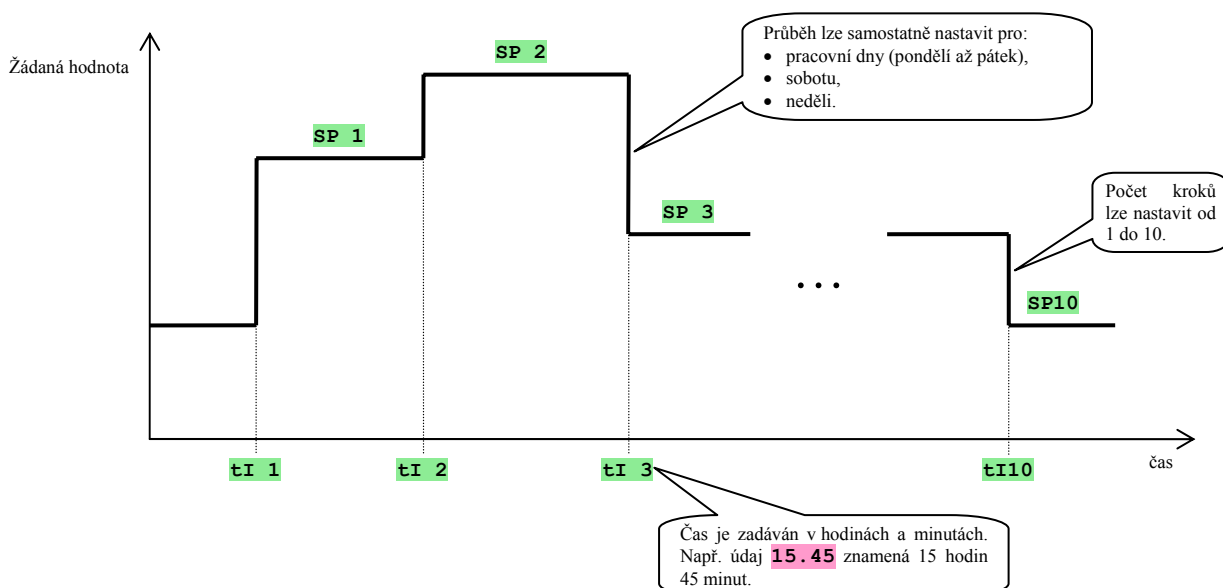 Průběh lze samostatně nastavit pro:
• pracovní dny (pondělí až pátek),
• sobotu,
• neděli.
Žádaná hodnota
SP 2
SP 1
SP 3
Počet kroků
lze nastavit od
1 do 10.
...
SP10
tI 1
tI 2
tI 3
tI10
čas
Čas je zadáván v hodinách a minutách.
Např. údaj 15.45 znamená 15 hodin
45 minut.